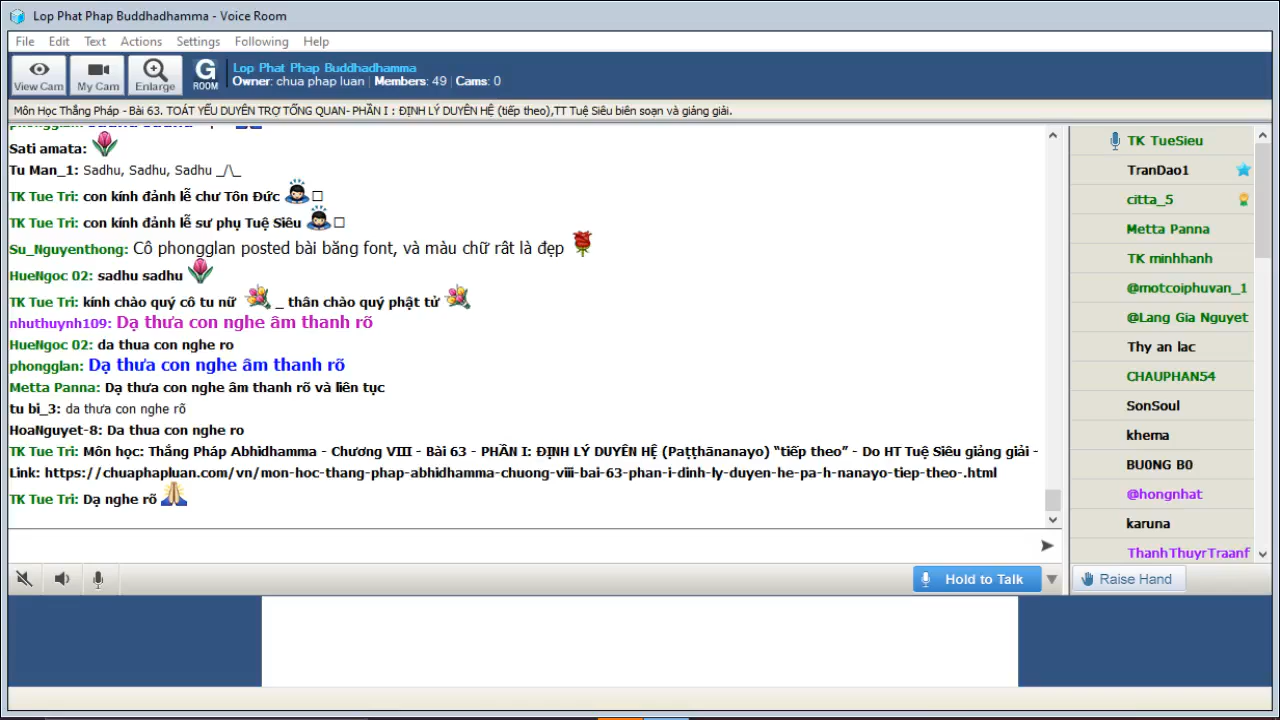 Lop Phat Phap Buddhadhamma - Voice Room
File Edit Text Actions Settings Following Help
View Cam My Cam Enlarge G ROOM
Lop Phat Phap Buddhadhamma
Owner: chua phap luan | Members: 49 | Cams: 0
Môn Học Thắng Pháp - Bài 63. TOÁT YẾU DUYÊN TRỢ TỔNG QUAN- PHẦN I : ĐỊNH LÝ DUYÊN HỆ (tiếp theo),TT Tuệ Siêu biên soạn và giảng giải.
Sati amata:
Tu Man_1: Sadhu, Sadhu, Sadhu _/\_
TK Tue Tri: con kính đảnh lễ chư Tôn Đức
TK Tue Tri: con kính đảnh lễ sư phụ Tuệ Siêu
Su_Nguyenthong: Cô phongglan posted bài băng font, và màu chữ rât là đẹp
HueNgoc 02: sadhu sadhu
TK Tue Tri: kính chào quý cô tu nữ _ thân chào quý phật tử
nhuthuynh109: Dạ thưa con nghe âm thanh rõ
HueNgoc 02: da thua con nghe ro
phongglan: Dạ thưa con nghe âm thanh rõ
Metta Panna: Dạ thưa con nghe âm thanh rõ và liên tục
tu bi_3: da thưa con nghe rõ
HoaNguyet-8: Da thua con nghe ro
TK Tue Tri: Môn học: Thắng Pháp Abhidhamma - Chương VIII - Bài 63 - PHẦN I: ĐỊNH LÝ DUYÊN HỆ (Paṭṭhānanayo) “tiếp theo” - Do HT Tuệ Siêu giảng giải -
Link: https://chuaphapluan.com/vn/mon-hoc-thang-phap-abhidhamma-chuong-viii-bai-63-phan-i-dinh-ly-duyen-he-pa-h-nanayo-tiep-theo-.html
TK Tue Tri: Dạ nghe rõ
TK TueSieu
TranDao1
citta_5
Metta Panna
TK minhhanh
@motcoiphuvan_1
@Lang Gia Nguyet
Thy an lac
CHAUPHAN54
SonSoul
khema
BU0NG B0
@hongnhat
karuna
ThanhThuyrTraanf
Hold to Talk
Raise Hand